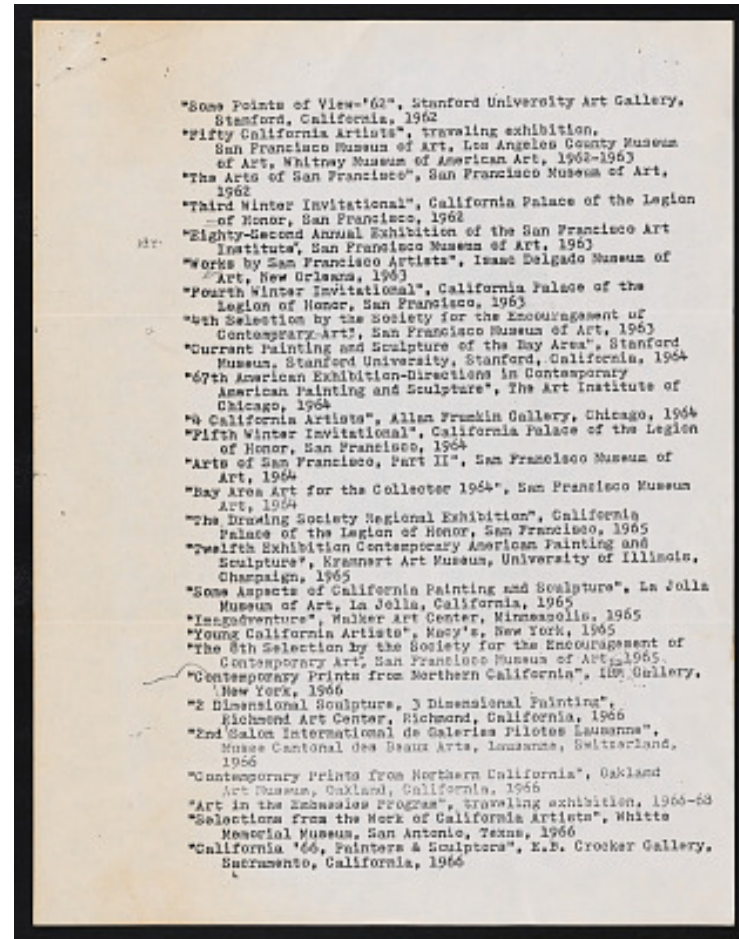 "Some Points of View-'62", Stanford University Art Gallery,
Stanford, California, 1962
"Fifty California Artists", traveling exhibition,
San Francisco Museum of Art, Los Angeles County Museum
of Art, Whitney Museum of American Art, 1962-1963
"The Arts of San Francisco", San Francisco Museum of Art,
1962
"Third Winter Invitational", California Palace of the Legion
of Honor, San Francisco, 1962
"Eighty-Second Annual Exhibition of the San Francisco Art
Institute", San Francisco Museum of Art, 1963
"Works by San Francisco Artists", Isaac Delgado Museum of
Art, New Orleans, 1963
"Fourth Winter Invitational", California Palace of the
Legion of Honor, San Francisco, 1963
"4th Selection by the Society for the Encouragement of
Contemprary Art", San Francisco Museum of Art, 1963
"Current Painting and Sculpture of the Bay Area", Stanford
Museum, Stanford University, Stanford, California, 1964
"67th American Exhibition-Directions in Contemporary
American Painting and Sculpture", The Art Institute of
Chicago, 1964
"4 California Artists", Allan Frumkin Gallery, Chicago, 1964
"Fifth Winter Invitational", California Palace of the Legion
of Honor, San Francisco, 1964
"Arts of San Francisco, Part II", San Francisco Museum of
Art, 1964
"Bay Area Art for the Collector 1964", San Francisco Museum
Art, 1964
"The Drawing Society Regional Exhibition", California
Palace of the Legion of Honor, San Francisco, 1965
"Twelfth Exhibition Contemporary American Painting and
Sculpture", Krannert Art Museum, University of Illinois,
Champaign, 1965
"Some Aspects of California Painting and Sculpture", La Jolla
Museum of Art, La Jolla, California, 1965
"Imagadventure", Walker Art Center, Minneapolis, 1965
"Young California Artists", Macy's, New York, 1965
"The 8th Selection by the Society for the Encouragement of
Contemporary Art", San Francisco Museum of Art, 1965
"Contemporary Prints from Northern California", IBM Gallery,
New York, 1966
"2 Dimensional Sculpture, 3 Dimensional Painting",
Richmond Art Center, Richmond, California, 1966
"2nd Salon International de Galeries Pilotes Lausanne",
Musee Cantonal des Beaux Arts, Lausanne, Switzerland,
1966
"Contemporary Prints from Northern California", Oakland
Art Museum, Oakland, California, 1966
"Art in the Embassies Program", traveling exhibition, 1966-68
"Selections from the Work of California Artists", Whitte
Memorial Museum, San Antonio, Texas, 1966
"California '66, Painters & Sculptors", E.B. Crocker Gallery,
Sacramento, California, 1966